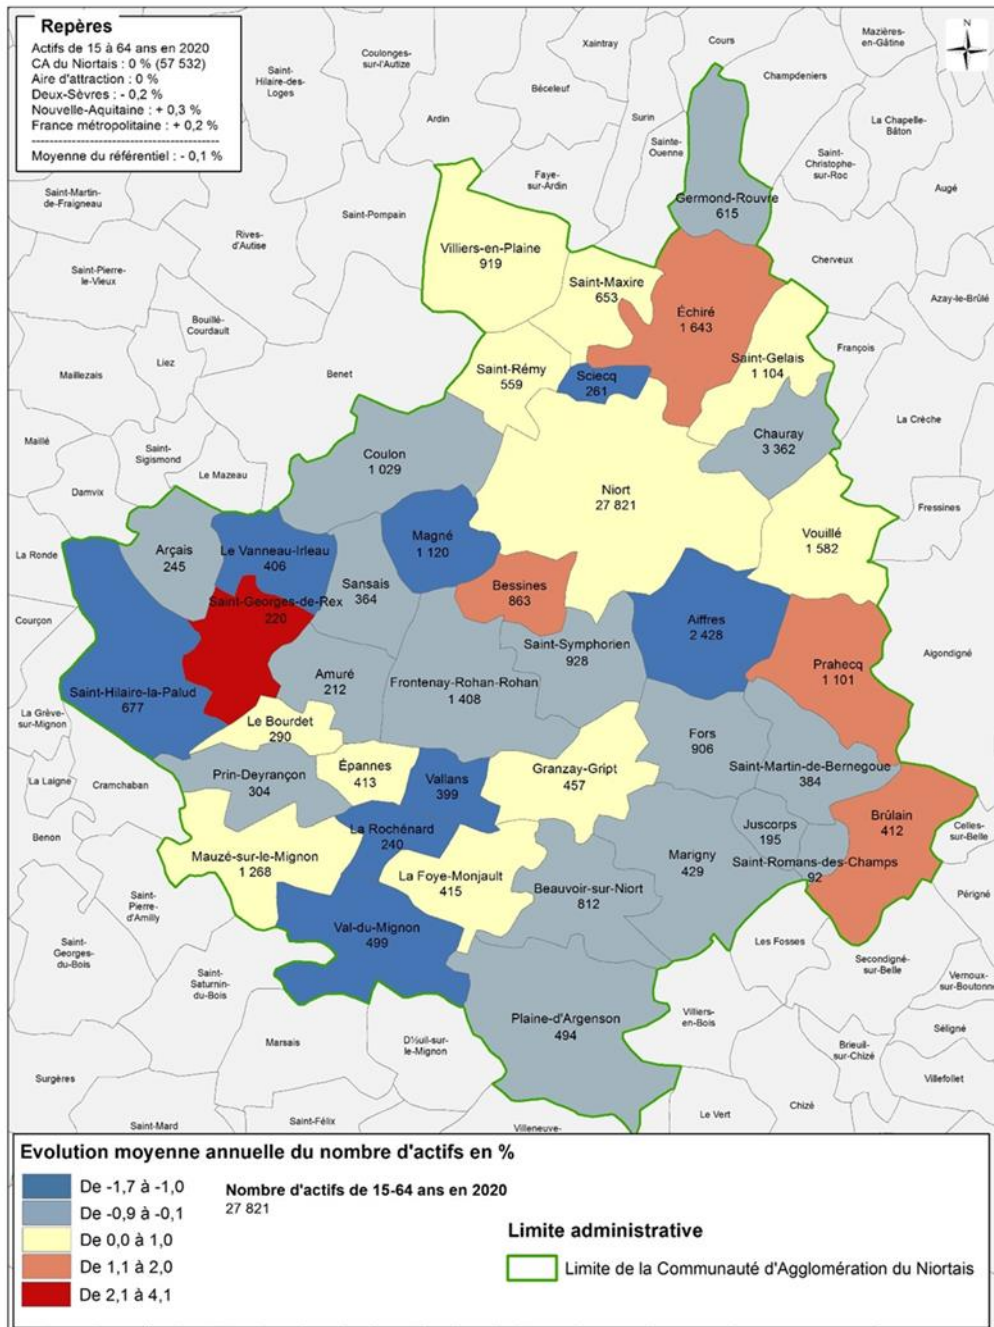 Repères
Actifs de 15 à 64 ans en 2020
CA du Niortais : 0 % (57 532)
Aire d'attraction : 0 %
Deux-Sèvres : - 0,2 %
Nouvelle-Aquitaine : + 0,3 %
France métropolitaine : + 0,2 %
Moyenne du référentiel : - 0,1 %
N
Coulonges-
sur-l'Autize
Xaintray
Cours
Mazières-
en-Gâtine
Saint-
Hilaire-des-
Loges
Béceleuf
Champdeniers
Ardin
Surin
La Chapelle-
Bâton
Sainte-
Ouenne
Saint-
Christophe-
sur-Roc
Faye-
sur-Ardin
Augé
Saint-Martin-
de-Fraigneau
Germond-Rouvre
615
Saint-Pompain
Rives-
d'Autise
Villiers-en-Plaine
919
Cherveux
Saint-Pierre-
le-Vieux
Saint-Maxire
653
Azay-le-Brûlé
Bouillé-
Courdault
Échiré
1 643
François
Liez
Saint-Gelais
1 104
Maillezais
Benet
Saint-Rémy
559
Sciecq
261
La Crèche
Chauray
3 362
Maillé
Saint-
Sigismond
Coulon
1 029
Le Mazeau
Damvix
Niort
27 821
Fressines
Vouillé
1 582
Magné
1 120
La Ronde
Arçais
245
Le Vanneau-Irleau
406
Sansais
364
Bessines
863
Saint-Georges-de-Rex
220
Courçon
Aiffres
2 428
Saint-Symphorien
928
Prahecq
1 101
Aigondigné
Amuré
212
Frontenay-Rohan-Rohan
1 408
Saint-Hilaire-la-Palud
677
La Grève-
sur-Mignon
Le Bourdet
290
Fors
906
Épannes
413
Vallans
399
Granzay-Gript
457
Saint-Martin-de-Bernegoue
384
La Laigne
Cramchaban
Prin-Deyrançon
304
Brûlain
412
La Rochénard
240
Juscorps
195
Celles-
sur-Belle
Benon
Mauzé-sur-le-Mignon
1 268
Marigny
429
Saint-Romans-des-Champs
92
La Foye-Monjault
415
Beauvoir-sur-Niort
812
Périgné
Saint-
Pierre-
d'Amilly
Val-du-Mignon
499
Les Fosses
Saint-
Georges-
du-Bois
Secondigné-
sur-Belle
Saint-
Saturnin-
du-Bois
Vernoux-
sur-Boutonne
Plaine-d'Argenson
494
Villiers-
en-Bois
Séligné
Marsais
D½uil-sur-
le-Mignon
Brieuil-
sur-Chizé
Surgères
Villefollet
Saint-Mard
Saint-Félix
Villeneuve-
Le Vert
Chizé
Evolution moyenne annuelle du nombre d'actifs en %
De -1,7 à -1,0
De -0,9 à -0,1
De 0,0 à 1,0
De 1,1 à 2,0
De 2,1 à 4,1
Nombre d'actifs de 15-64 ans en 2020
27 821
Limite administrative
Limite de la Communauté d'Agglomération du Niortais